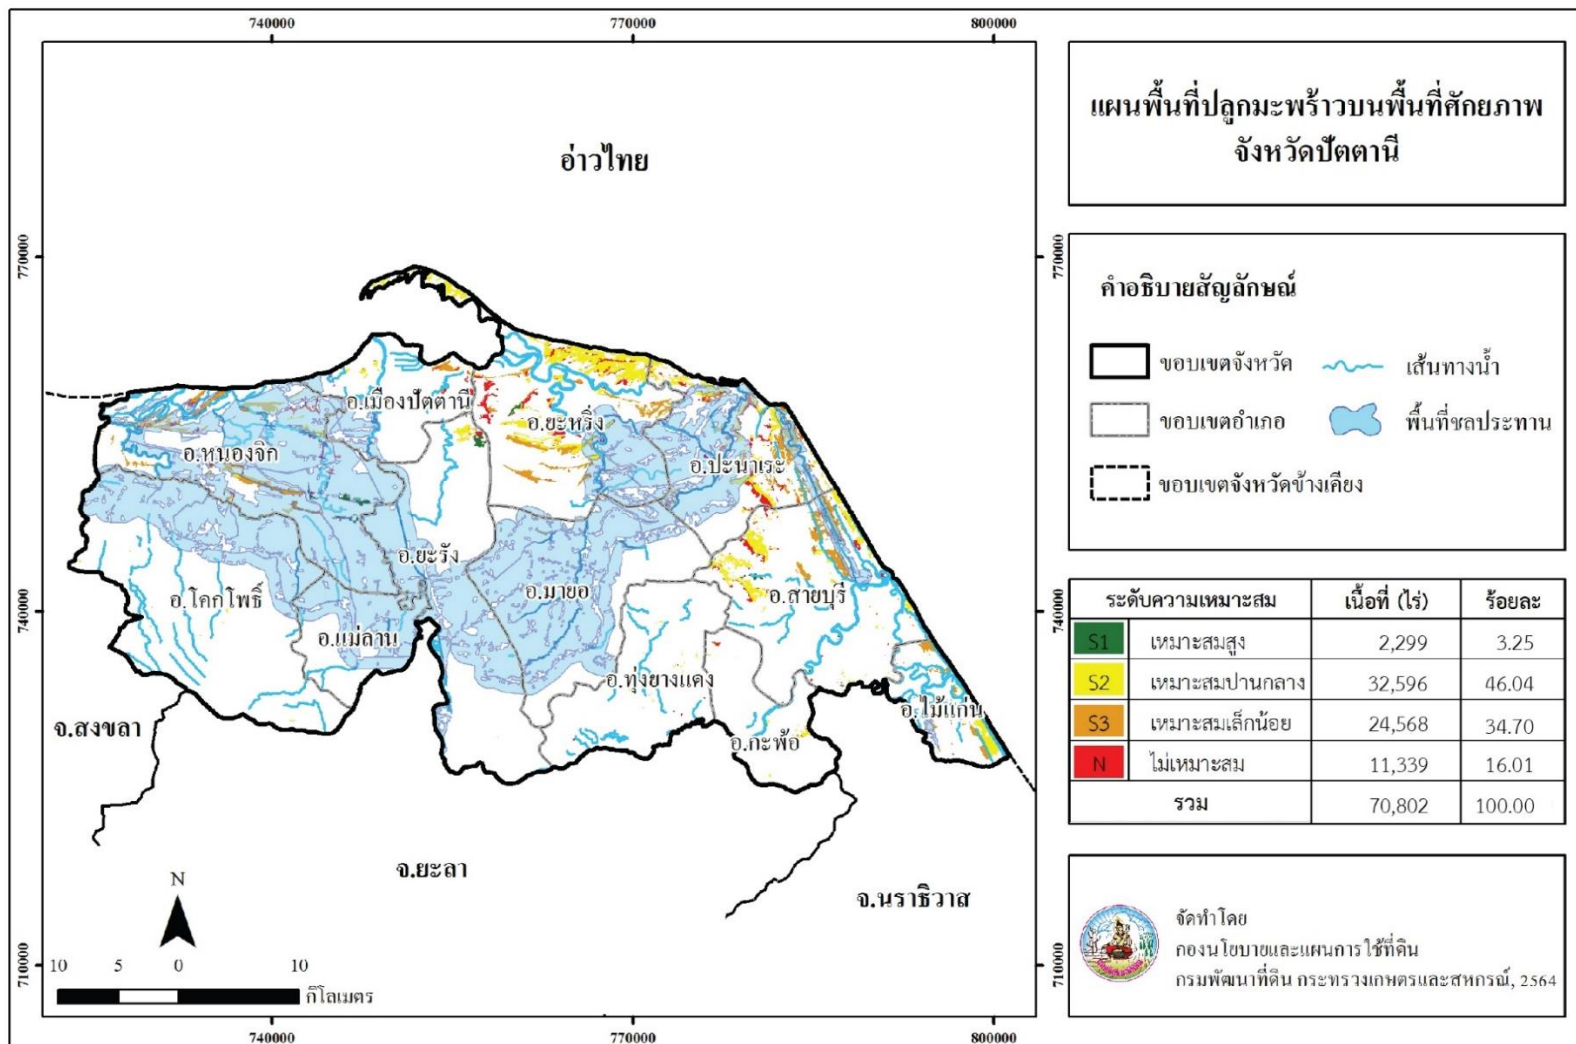 740000
770000
800000
แผนพื้นที่ปลูกมะพร้าวบนพื้นที่ศักยภาพ
จังหวัดปัตตานี
อ่าวไทย
770000
770000
คำอธิบายสัญลักษณ์
ขอบเขตจังหวัด
เส้นทางน้ำ
ขอบเขตอำเภอ
พื้นที่ชลประทาน
ขอบเขตจังหวัดข้างเคียง
อ.เมืองปัตตานี
อ.ยะหริ่ง
อ.หนองจิก
อ.ปะนาเระ
อ.ยะรัง
อ.โคกโพธิ์
อ.มายอ
อ.สายบุรี
อ.แม่ลาน
อ.ทุ่งยางแดง
อ.ไม้แก่น
อ.กะพ้อ
จ.สงขลา
จ.ยะลา
จ.นราธิวาส
740000
740000
ระดับความเหมาะสม เนื้อที่ (ไร่) ร้อยละ
S1 เหมาะสมสูง 2,299 3.25
S2 เหมาะสมปานกลาง 32,596 46.04
S3 เหมาะสมเล็กน้อย 24,568 34.70
N ไม่เหมาะสม 11,339 16.01
รวม 70,802 100.00
N
10 5 0 10
กิโลเมตร
710000
710000
จัดทำโดย
กองนโยบายและแผนการใช้ที่ดิน
กรมพัฒนาที่ดิน กระทรวงเกษตรและสหกรณ์, 2564
740000
770000
800000